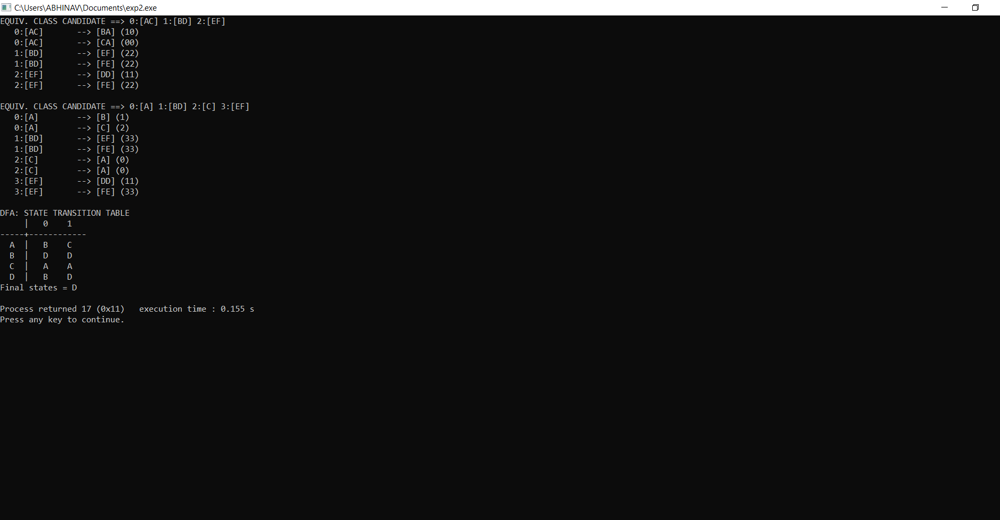 C:\Users\ABHINAV\Documents\exp2.exe
EQUIV. CLASS CANDIDATE ==> 0:[AC] 1:[BD] 2:[EF]
   0:[AC]       --> [BA] (10)
   0:[AC]       --> [CA] (00)
   1:[BD]       --> [EF] (22)
   1:[BD]       --> [FE] (22)
   2:[EF]       --> [DD] (11)
   2:[EF]       --> [FE] (22)

EQUIV. CLASS CANDIDATE ==> 0:[A] 1:[BD] 2:[C] 3:[EF]
   0:[A]        --> [B] (1)
   0:[A]        --> [C] (2)
   1:[BD]       --> [EF] (33)
   1:[BD]       --> [FE] (33)
   2:[C]        --> [A] (0)
   2:[C]        --> [A] (0)
   3:[EF]       --> [DD] (11)
   3:[EF]       --> [FE] (33)

DFA: STATE TRANSITION TABLE
     |   0    1
-----+------------
  A  |   B    C
  B  |   D    D
  C  |   A    A
  D  |   B    D
Final states = D

Process returned 17 (0x11)   execution time : 0.155 s
Press any key to continue.